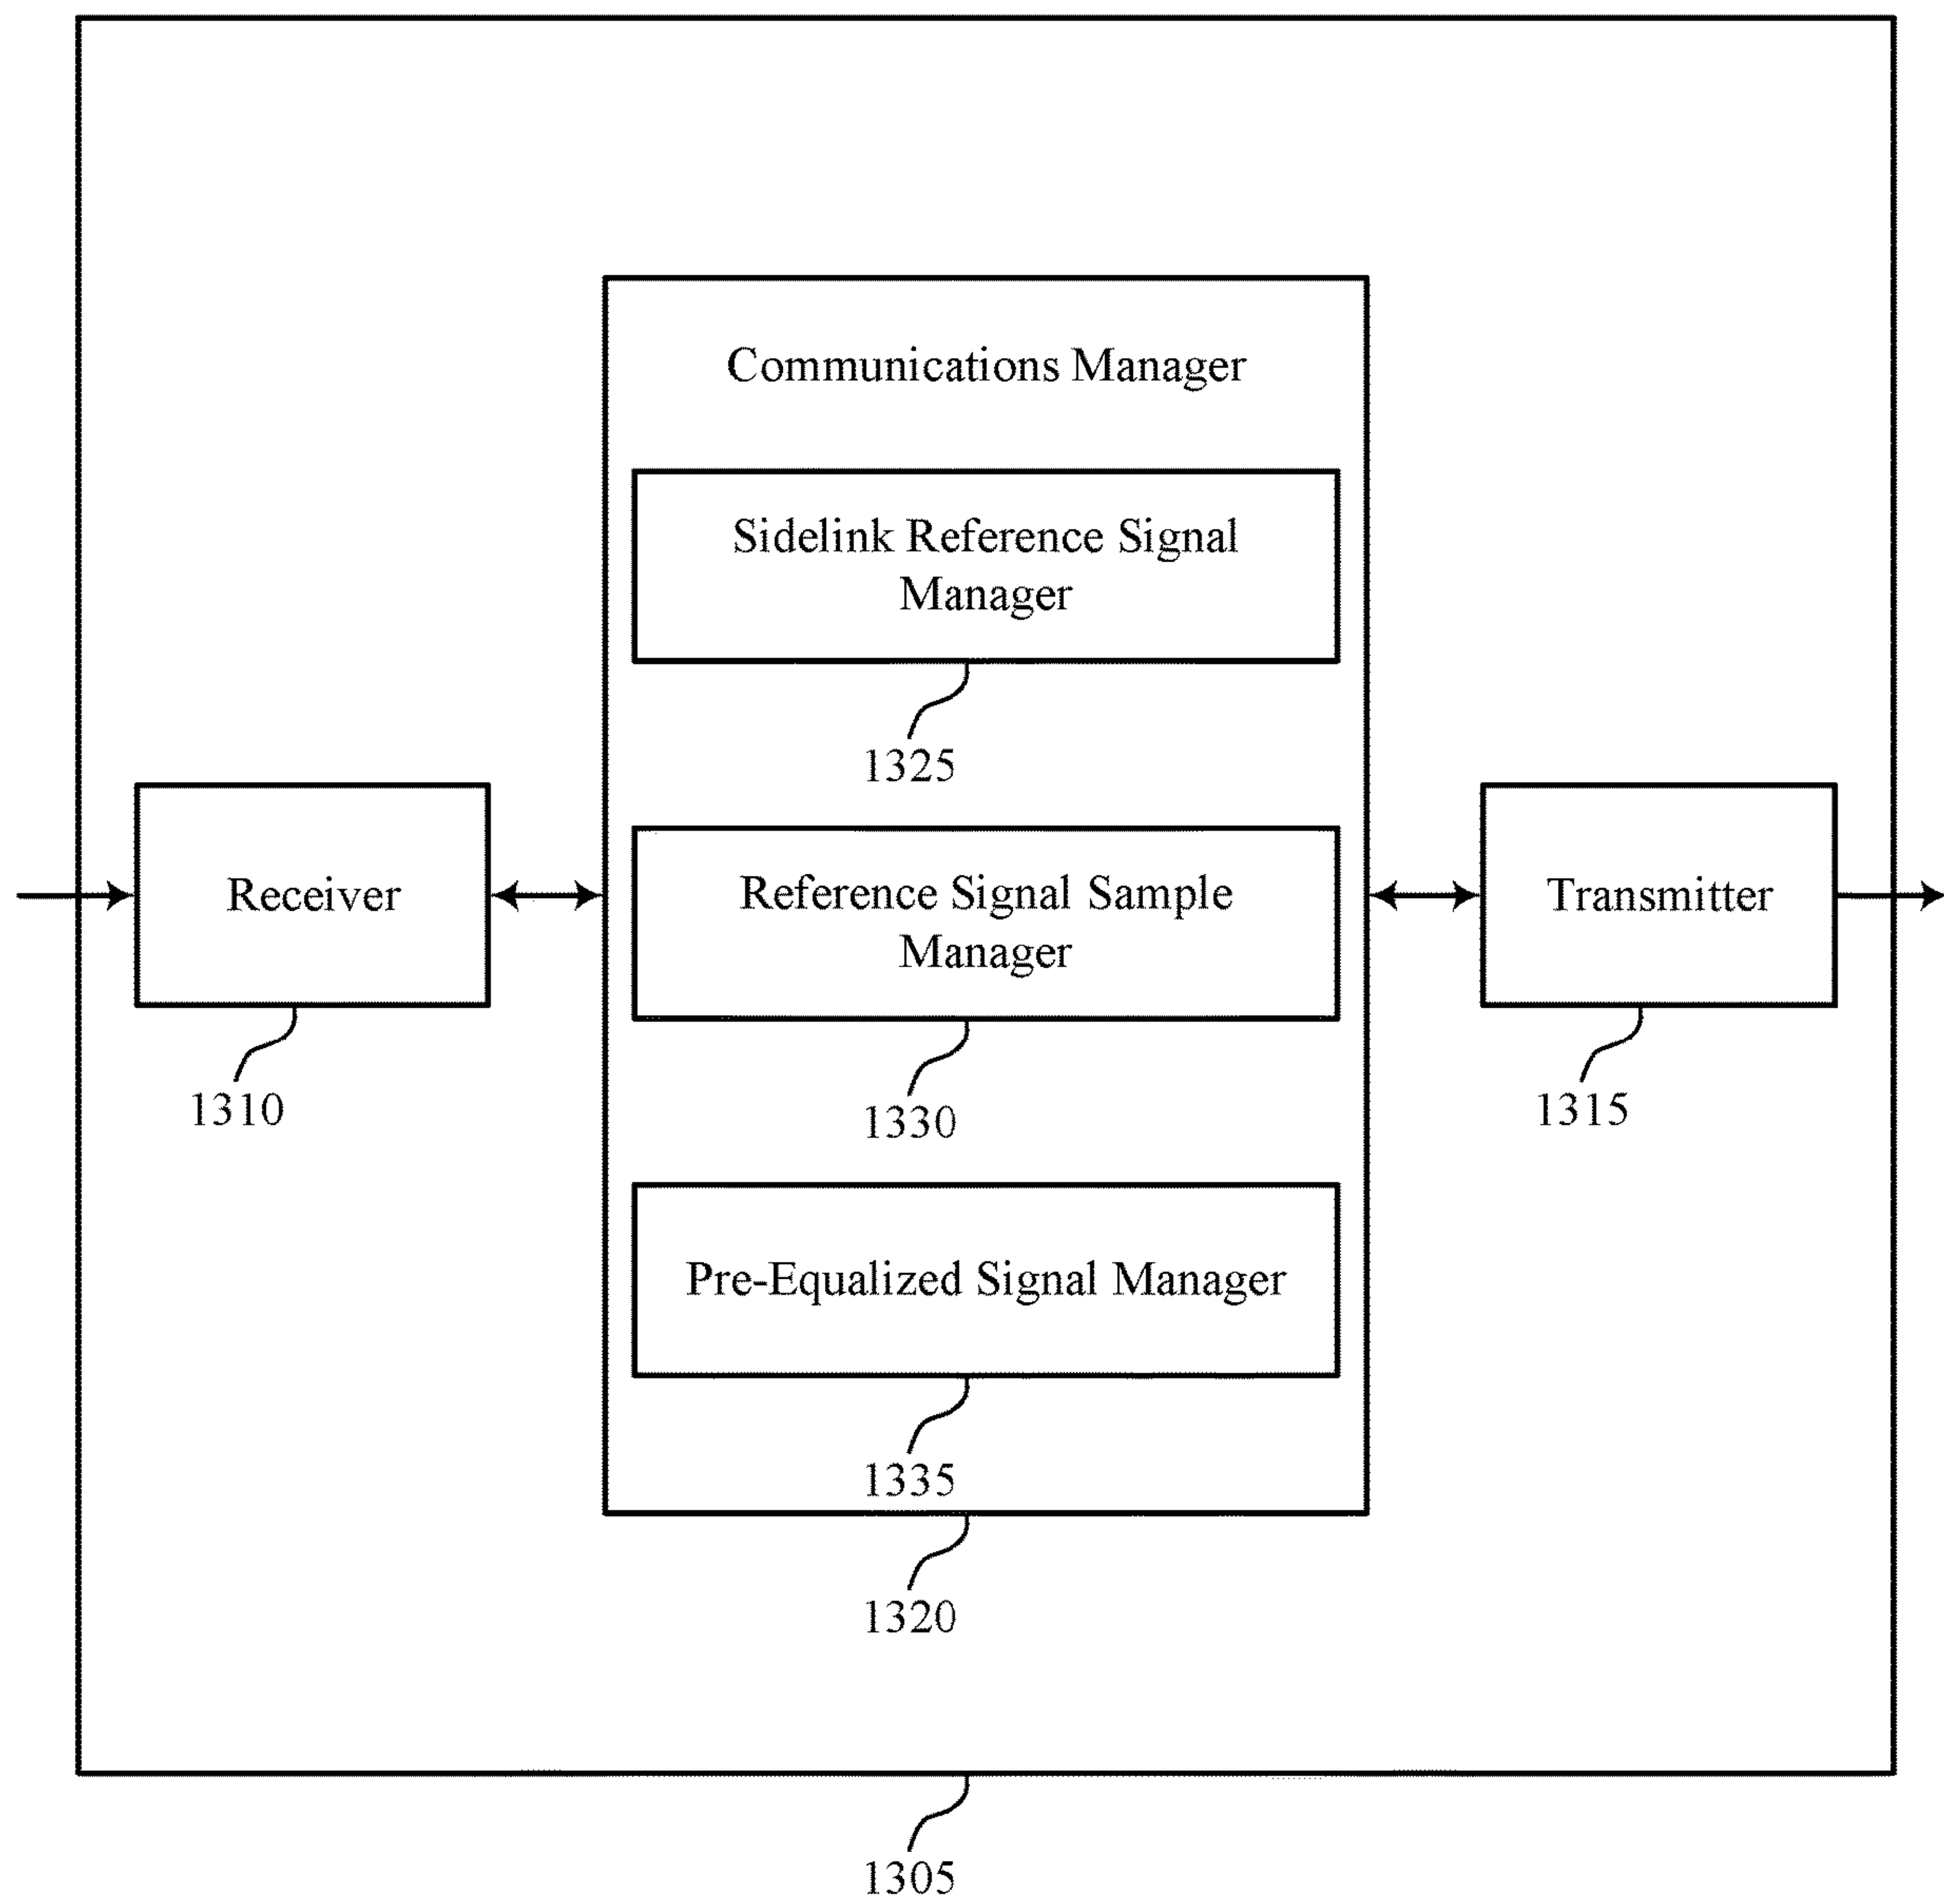 Communications Manager
Sidelink Reference Signal
Manager
1325
Receiver
1310
Reference Signal Sample
Manager
1330
Transmitter
1315
Pre-Equalized Signal Manager
1335
1320
1305